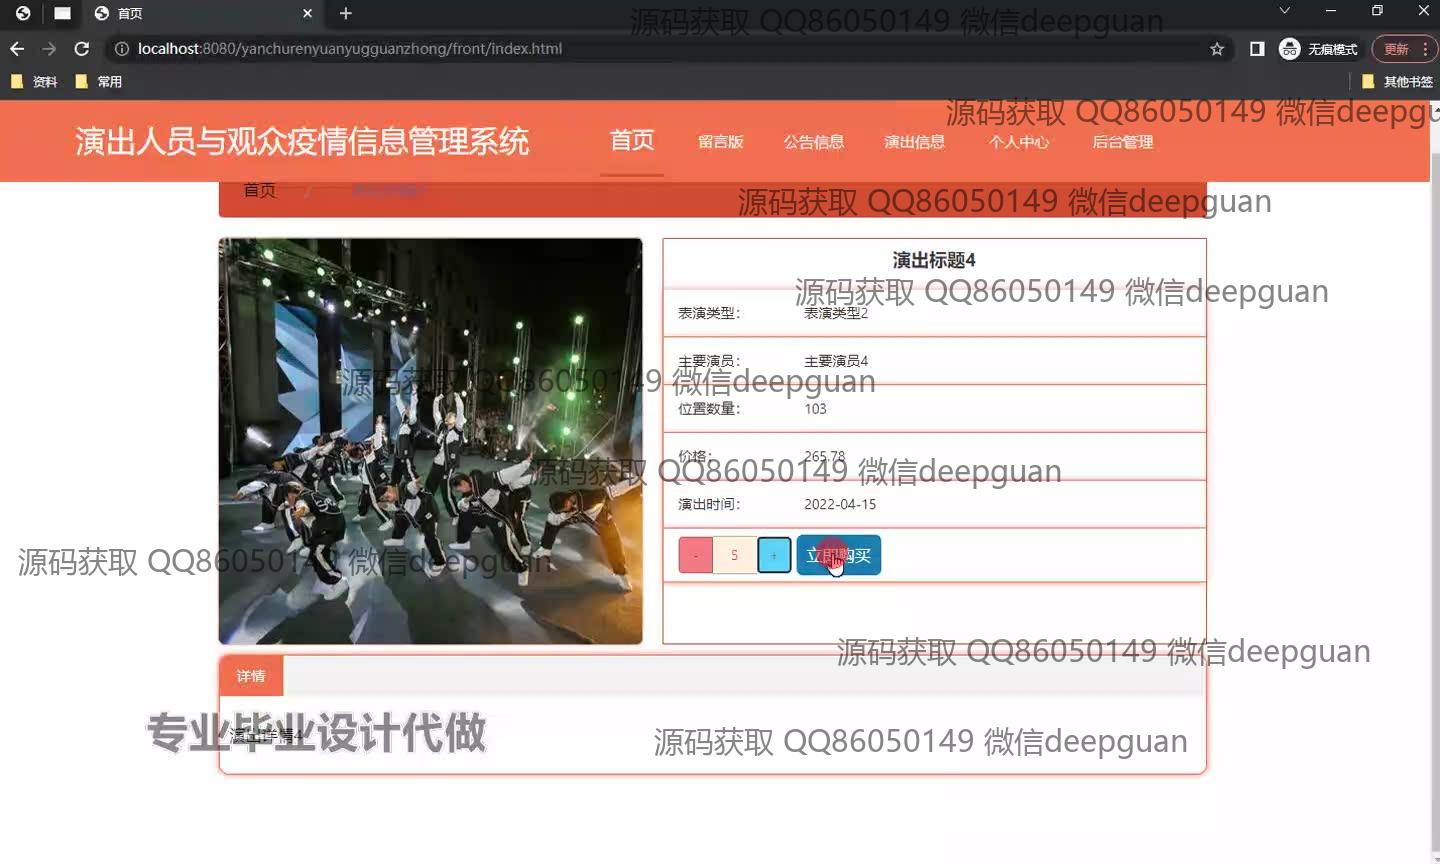 首页
源码获取 QQ86050149 微信deepguan
localhost:8080/yanchurenyuanyugguanzhong/front/index.html
无痕模式
更新
资料
常用
其他书签
源码获取 QQ86050149 微信deepgu
演出人员与观众疫情信息管理系统
首页
留言版
公告信息
演出信息
个人中心
后台管理
首页 /
源码获取 QQ86050149 微信deepguan
演出标题4
源码获取 QQ86050149 微信deepguan
表演类型： 表演类型2
主要演员： 主要演员4
源码获取 QQ86050149 微信deepguan
位置数量： 103
价格： 265.78
源码获取 QQ86050149 微信deepguan
演出时间： 2022-04-15
- 5 + 立即购买
源码获取 QQ86050149 微信deepguan
源码获取 QQ86050149 微信deepguan
详情
专业毕业设计代做
演出详情4
源码获取 QQ86050149 微信deepguan